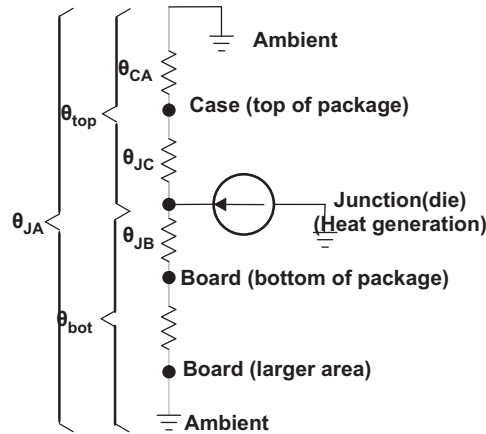 Ambient
θCA
Case (top of package)
θtop
θJC
Junction(die)
(Heat generation)
θJA
θJB
Board (bottom of package)
θbot
Board (larger area)
Ambient